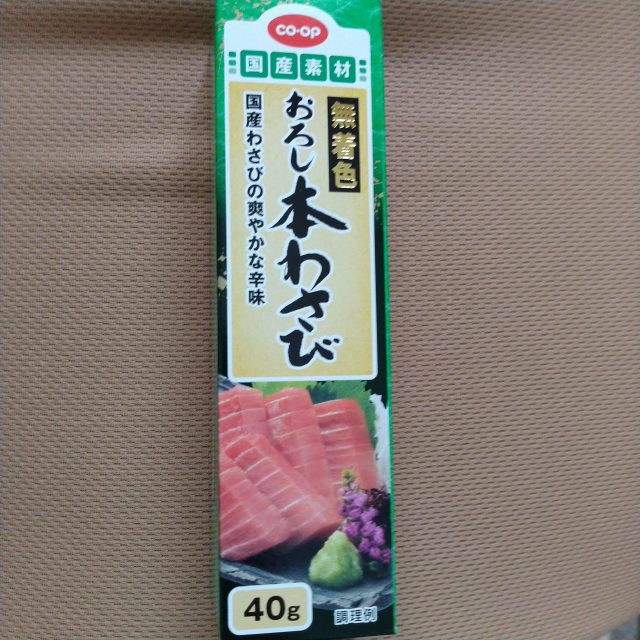 co·op
国産素材
無着色
おろし本わさび
国産わさびの爽やかな辛味
40g
調理例